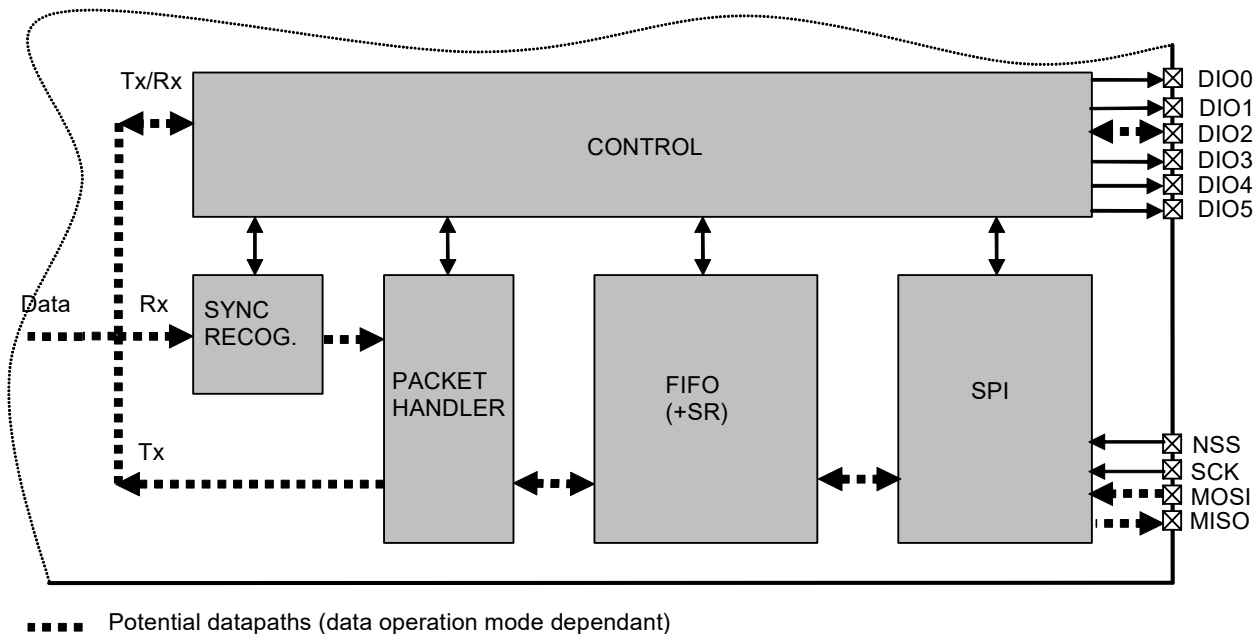 Tx/Rx
CONTROL
DIO0
DIO1
DIO2
DIO3
DIO4
DIO5
Data
Rx
SYNC
RECOG.
PACKET
HANDLER
FIFO
(+SR)
SPI
Tx
NSS
SCK
MOSI
MISO
Potential datapaths (data operation mode dependant)